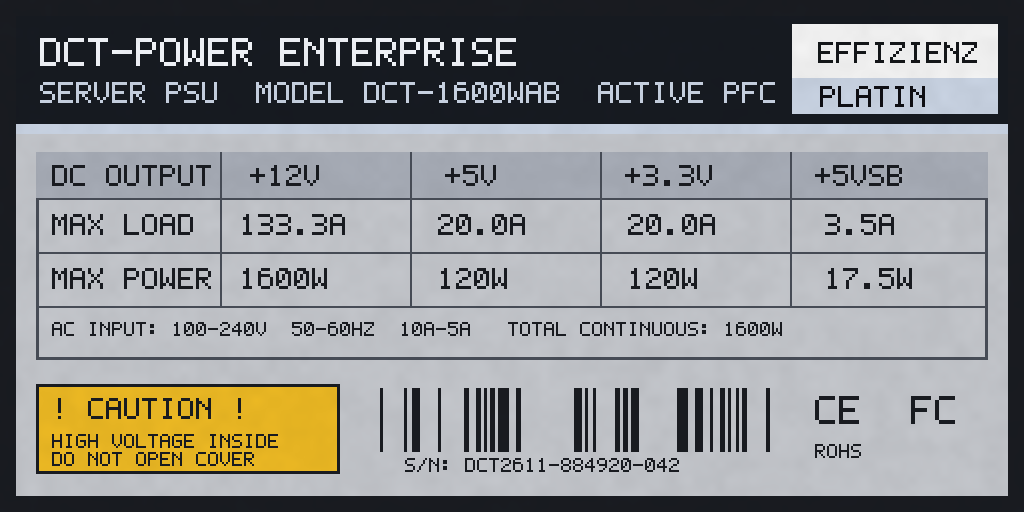 DCT-POWER ENTERPRISE
SERVER PSU MODEL DCT-1600WAB ACTIVE PFC
EFFIZIENZ
PLATIN
DC OUTPUT +12V +5V +3.3V +5VSB
MAX LOAD 133.3A 20.0A 20.0A 3.5A
MAX POWER 1600W 120W 120W 17.5W
AC INPUT: 100-240V 50-60HZ 10A-5A TOTAL CONTINUOUS: 1600W
! CAUTION !
HIGH VOLTAGE INSIDE
DO NOT OPEN COVER
S/N: DCT2611-884920-042
CE FC
ROHS